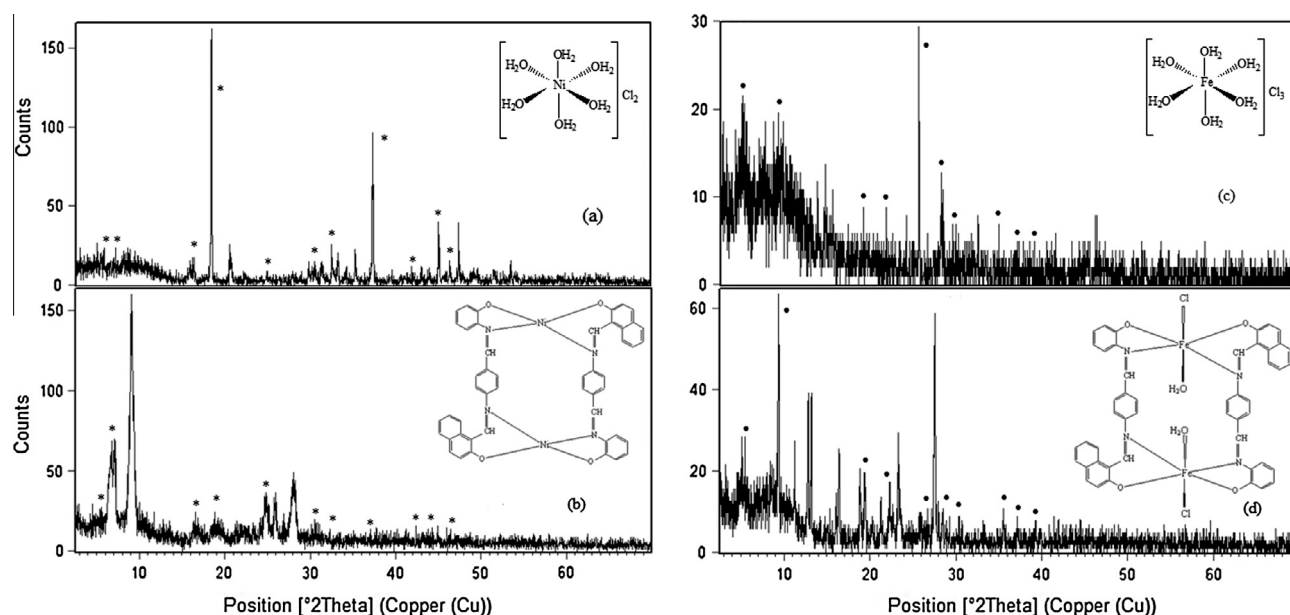 150
100
50
0
Counts
OH₂
H₂O OH₂
Ni
H₂O OH₂
Cl₂
OH₂
*
(a)
150
100
50
0
Counts
O Ni O
N N CH
CH
N CH
CH N
O Ni O
(b)
10 20 30 40 50 60
Position [°2Theta] (Copper (Cu))
30
20
10
0
OH₂
H₂O OH₂
Fe
H₂O OH₂
Cl₃
OH₂
(c)
60
40
20
0
Cl
O Fe O
N N CH
CH
H₂O
H₂O
N CH
CH N
O Fe O
Cl
(d)
10 20 30 40 50 60
Position [°2Theta] (Copper (Cu))